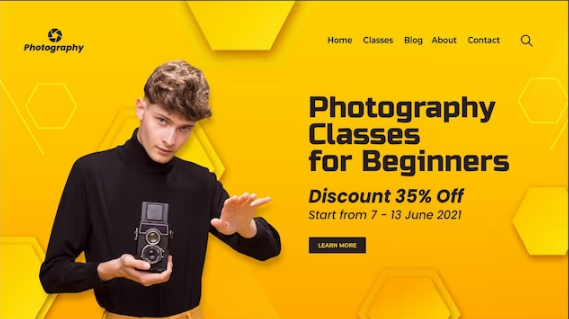 Photography
Home Classes Blog About Contact
Photography
Classes
for Beginners
Discount 35% Off
Start from 7 - 13 June 2021
LEARN MORE